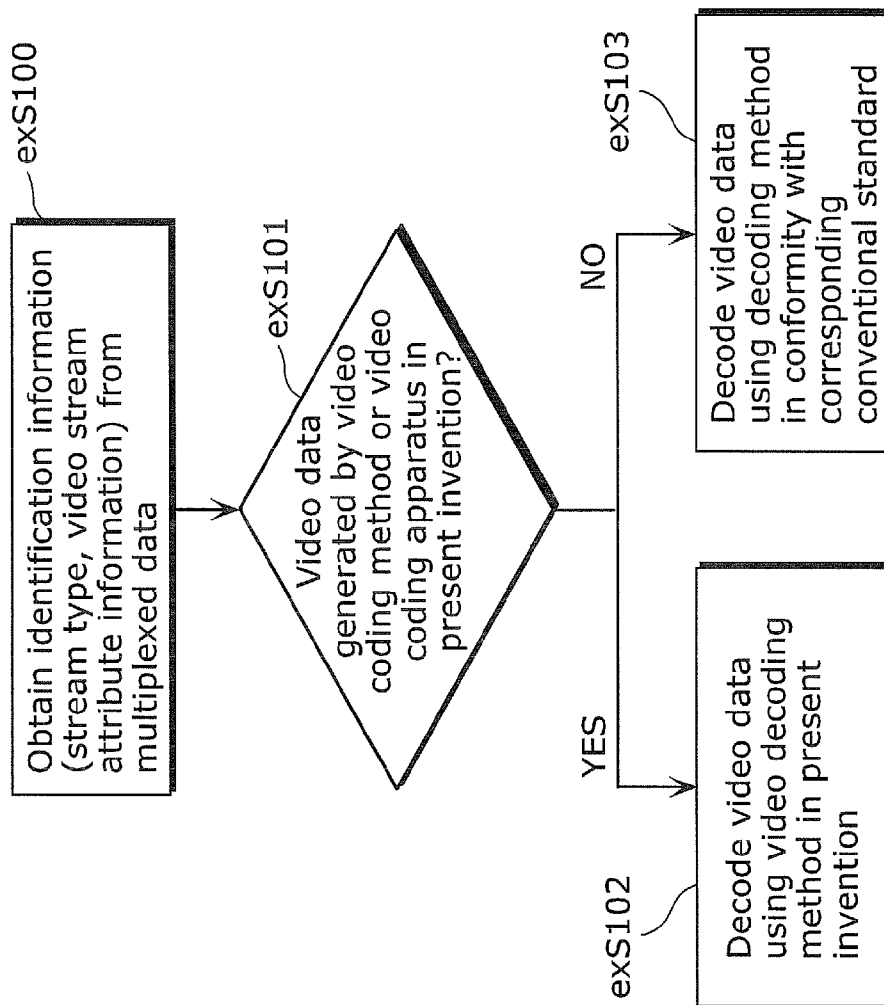 exS100
Obtain identification information
(stream type, video stream
attribute information) from
multiplexed data
exS101
Video data
generated by video
coding method or video
coding apparatus in
present invention?
YES
NO
exS102
Decode video data
using video decoding
method in present
invention
exS103
Decode video data
using decoding method
in conformity with
corresponding
conventional standard